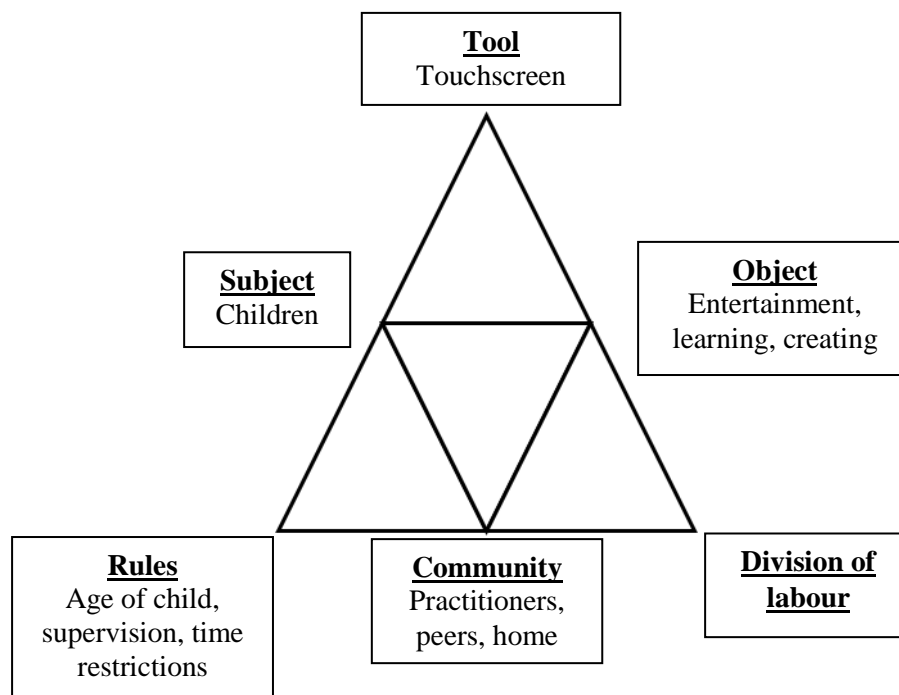 Tool
Touchscreen
Subject
Children
Object
Entertainment,
learning, creating
Rules
Age of child,
supervision, time
restrictions
Community
Practitioners,
peers, home
Division of
labour